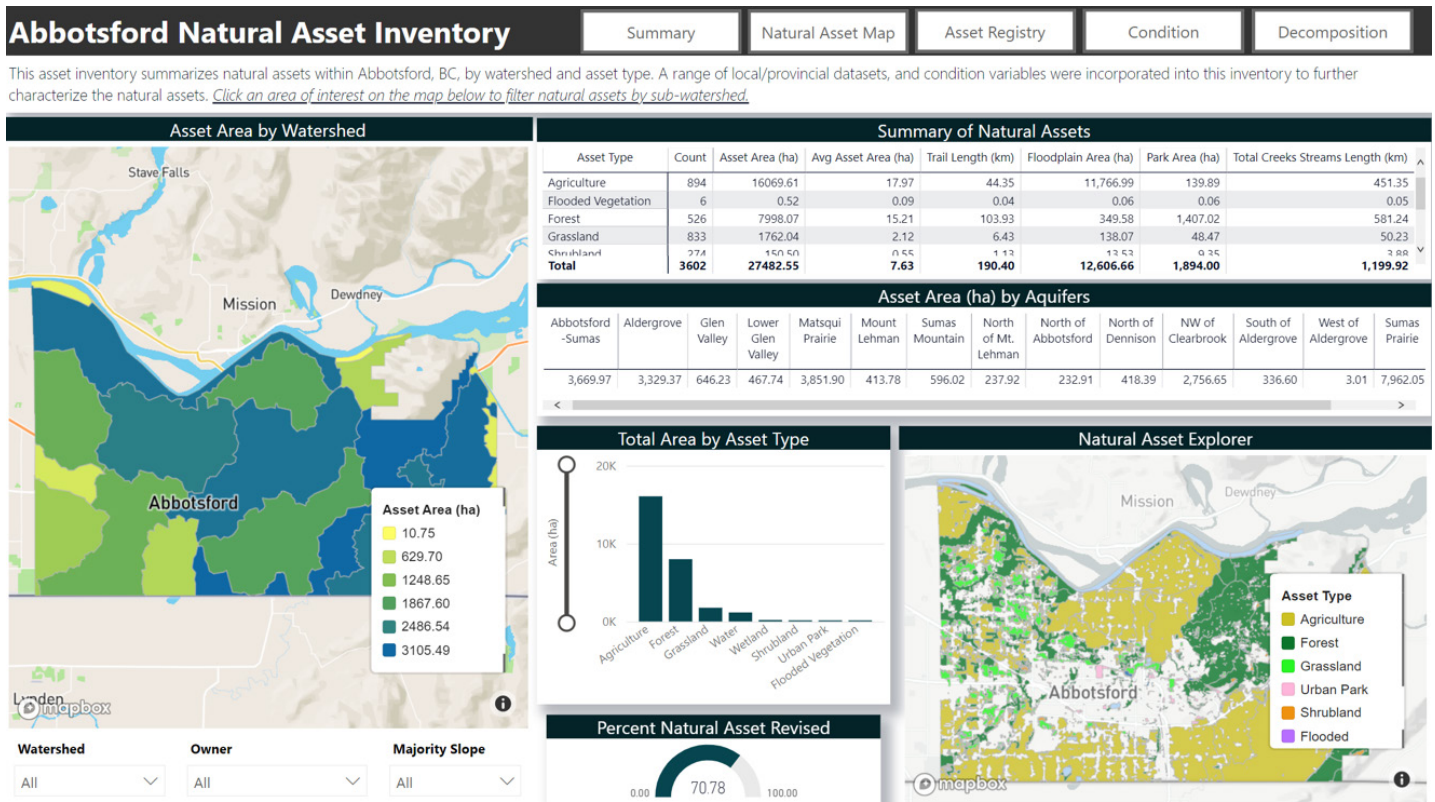 Abbotsford Natural Asset Inventory
Summary
Natural Asset Map
Asset Registry
Condition
Decomposition
This asset inventory summarizes natural assets within Abbotsford, BC, by watershed and asset type. A range of local/provincial datasets, and condition variables were incorporated into this inventory to further
characterize the natural assets. Click an area of interest on the map below to filter natural assets by sub-watershed.
Asset Area by Watershed
Stave Falls
Mission
Dewdney
Abbotsford
Lynden
mapbox
Asset Area (ha)
10.75
629.70
1248.65
1867.60
2486.54
3105.49
Watershed
Owner
Majority Slope
All
All
All
Summary of Natural Assets
Asset Type Count Asset Area (ha) Avg Asset Area (ha) Trail Length (km) Floodplain Area (ha) Park Area (ha) Total Creeks Streams Length (km)
Agriculture 894 16069.61 17.97 44.35 11,766.99 139.89 451.35
Flooded Vegetation 6 0.52 0.09 0.04 0.06 0.06 0.05
Forest 526 7998.07 15.21 103.93 349.58 1,407.02 581.24
Grassland 833 1762.04 2.12 6.43 138.07 48.47 50.23
Shrubland 274 150.50 0.55 1.13 13.53 9.35 3.88
Total 3602 27482.55 7.63 190.40 12,606.66 1,894.00 1,199.92
Asset Area (ha) by Aquifers
Abbotsford Aldergrove Glen Lower Matsqui Mount Sumas North North of North of NW of South of West of Sumas
-Sumas Valley Glen Prairie Lehman Mountain of Mt. Abbotsford Dennison Clearbrook Aldergrove Aldergrove Prairie
Valley Lehman
3,669.97 3,329.37 646.23 467.74 3,851.90 413.78 596.02 237.92 232.91 418.39 2,756.65 336.60 3.01 7,962.05
Total Area by Asset Type
20K
10K
0K
Area (ha)
Agriculture
Forest
Grassland
Water
Wetland
Shrubland
Urban Park
Flooded Vegetation
Percent Natural Asset Revised
70.78
0.00
100.00
Natural Asset Explorer
Mission
Dewdney
Abbotsford
mapbox
Asset Type
Agriculture
Forest
Grassland
Urban Park
Shrubland
Flooded